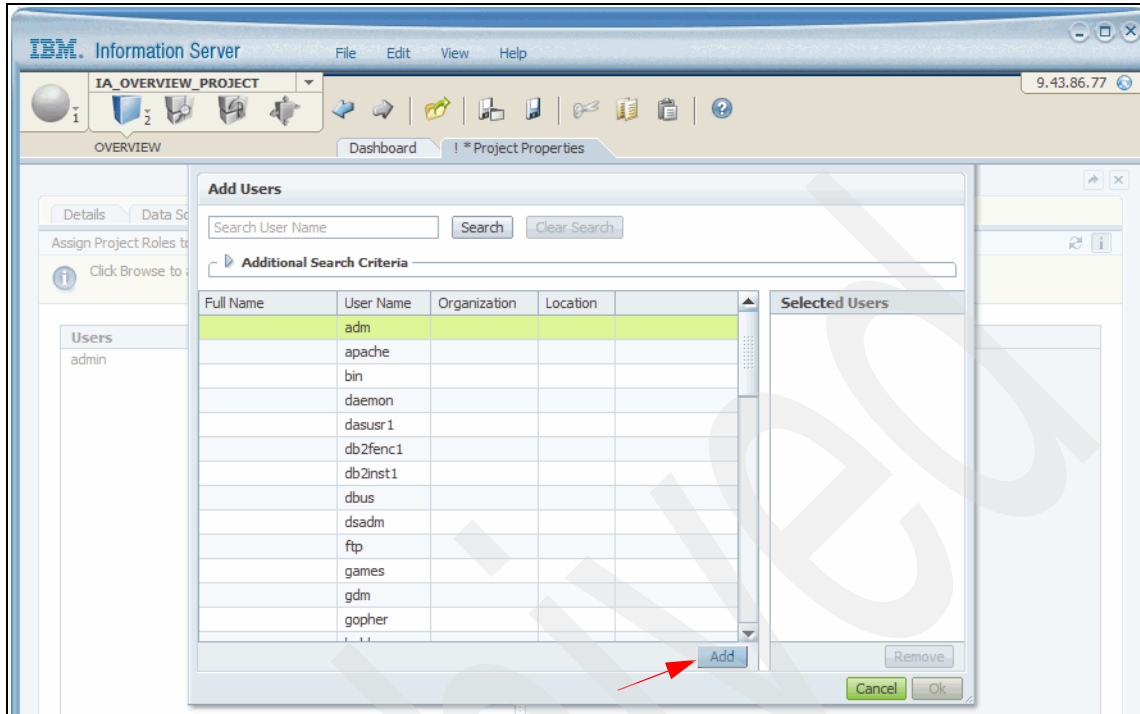 IBM. Information Server File Edit View Help
IA_OVERVIEW_PROJECT 9.43.86.77
1 2
OVERVIEW Dashboard ! * Project Properties
Add Users
Details Data
Search User Name Search Clear Search
Assign Project Roles
Additional Search Criteria
Click Browse to
Full Name User Name Organization Location Selected Users
Users
adm
admin
apache
bin
daemon
dasusr1
db2fenc1
db2inst1
dbus
dsadm
ftp
games
gdm
gopher
Add Remove
Cancel Ok